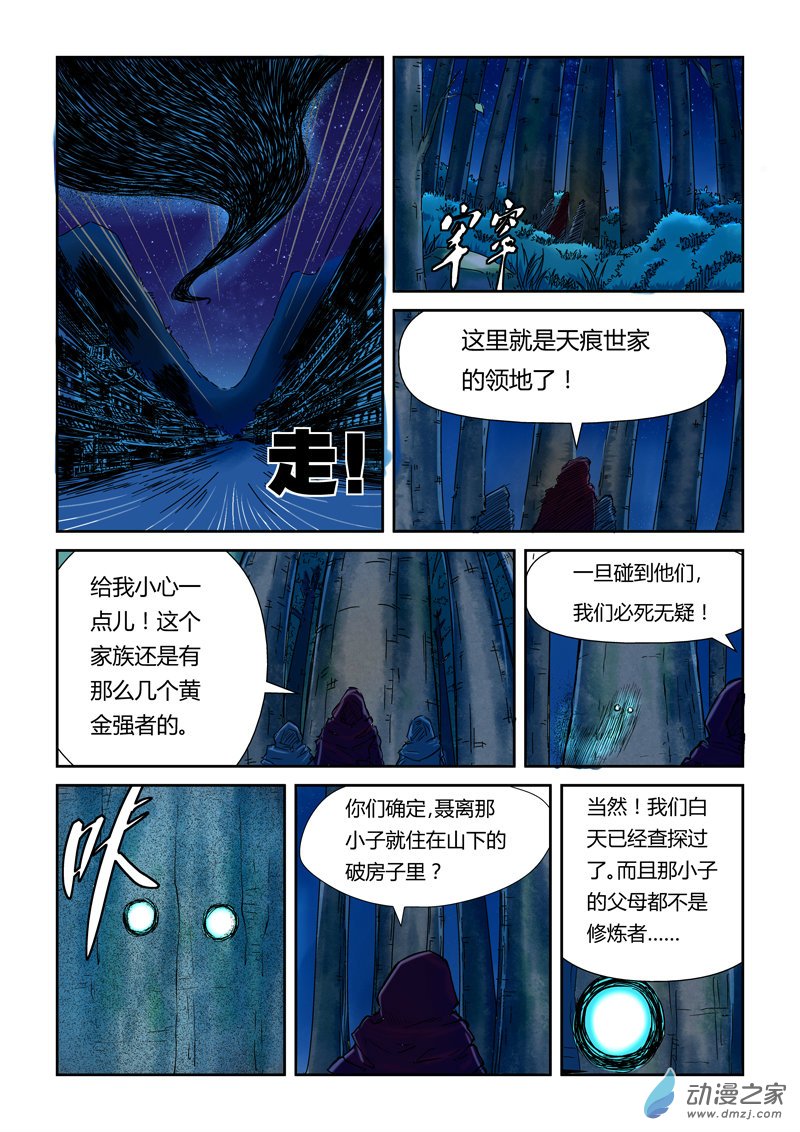 走！
窣窣
这里就是天痕世家
的领地了！
给我小心一
点儿！这个
家族还是有
那么几个黄
金强者的。
一旦碰到他们，
我们必死无疑！
咔
你们确定，聂离那
小子就住在山下的
破房子里？
当然！我们白
天已经查探过
了。而且那小子
的父母都不是
修炼者……
动漫之家
www.dmzj.com